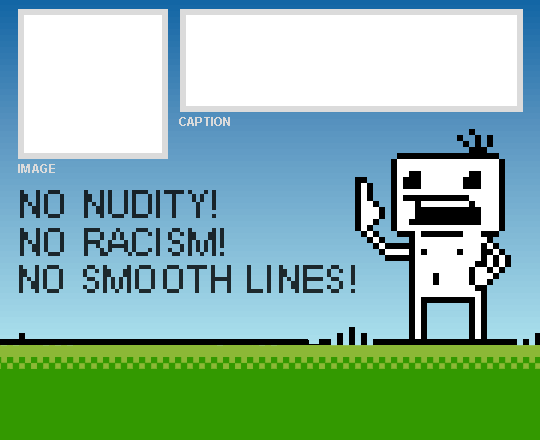 CAPTION
IMAGE
NO NUDITY!
NO RACISM!
NO SMOOTH LINES!